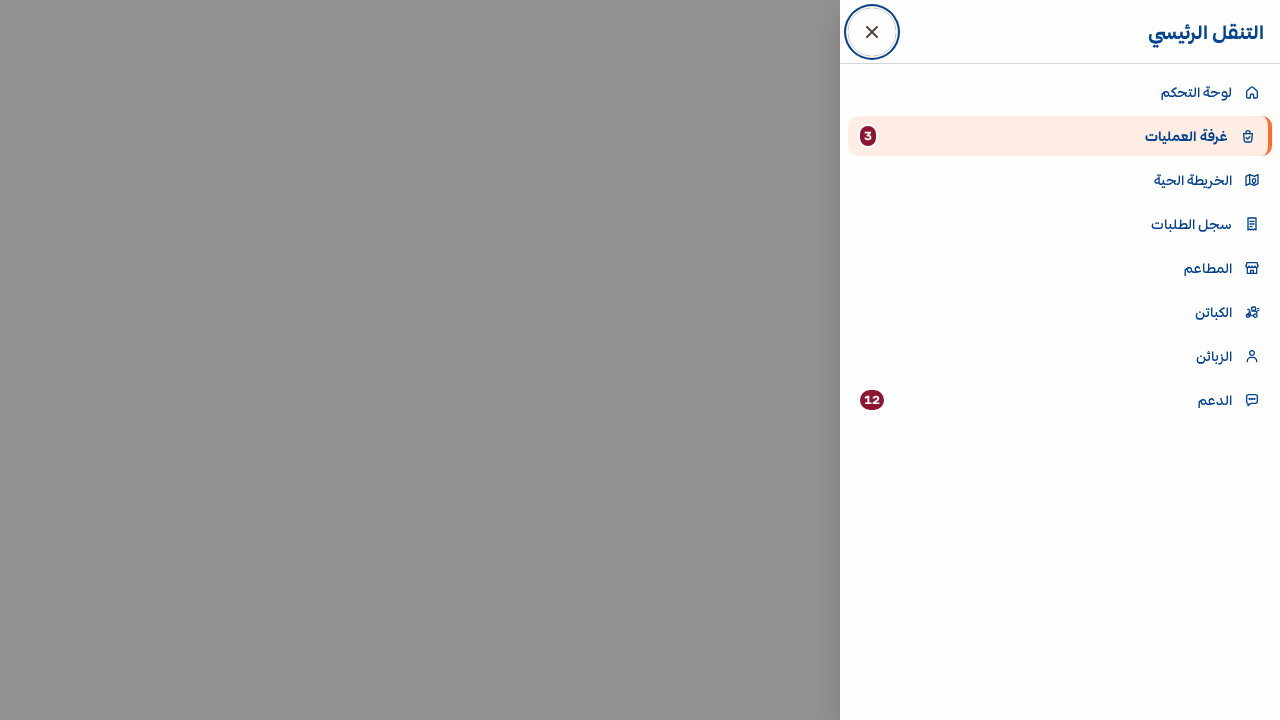 التنقل الرئيسي
لوحة التحكم
غرفة العمليات 3
الخريطة الحية
سجل الطلبات
المطاعم
الكباتن
الزبائن
الدعم 12